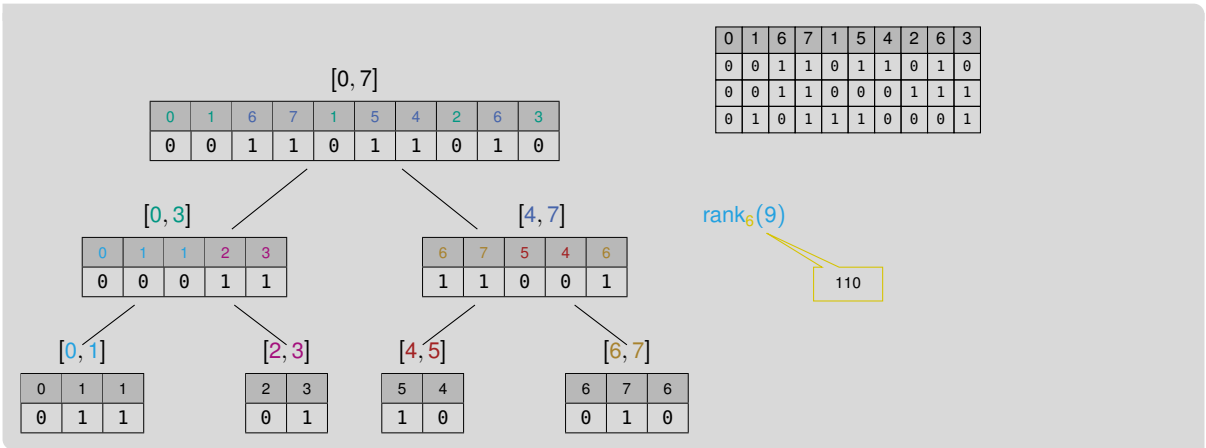 [0, 7]
0 1 6 7 1 5 4 2 6 3
0 0 1 1 0 1 1 0 1 0
[0, 3]
0 1 1 2 3
0 0 0 1 1
[4, 7]
6 7 5 4 6
1 1 0 0 1
[0, 1]
0 1 1
0 1 1
[2, 3]
2 3
0 1
[4, 5]
5 4
1 0
[6, 7]
6 7 6
0 1 0
0 1 6 7 1 5 4 2 6 3
0 0 1 1 0 1 1 0 1 0
0 0 1 1 0 0 0 1 1 1
0 1 0 1 1 1 0 0 0 1
rank6(9)
110